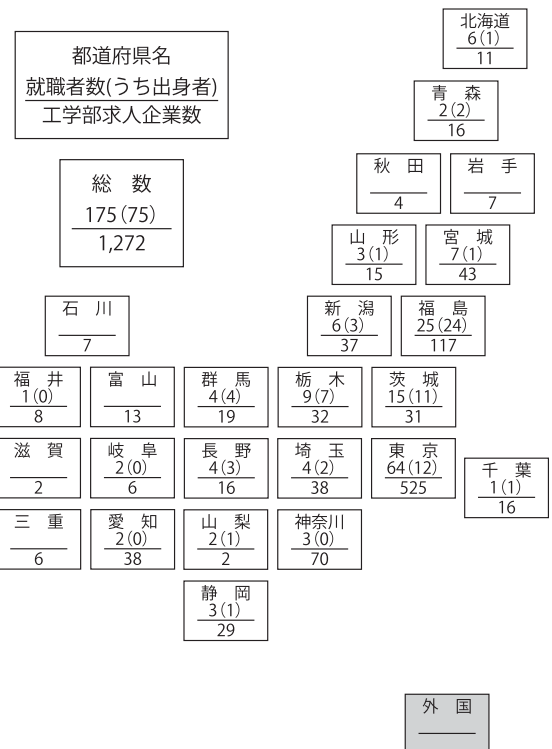 北海道
6(1)
11
都道府県名
就職者数(うち出身者)
工学部求人企業数
青 森
2(2)
16
総 数
175(75)
1,272
秋 田
4
岩 手
7
山 形
3(1)
15
宮 城
7(1)
43
石 川
7
新 潟
6(3)
37
福 島
25(24)
117
福 井
1(0)
8
富 山
13
群 馬
4(4)
19
栃 木
9(7)
32
茨 城
15(11)
31
滋 賀
2
岐 阜
2(0)
6
長 野
4(3)
16
埼 玉
4(2)
38
東 京
64(12)
525
千 葉
1(1)
16
三 重
6
愛 知
2(0)
38
山 梨
2(1)
2
神奈川
3(0)
70
静 岡
3(1)
29
外 国